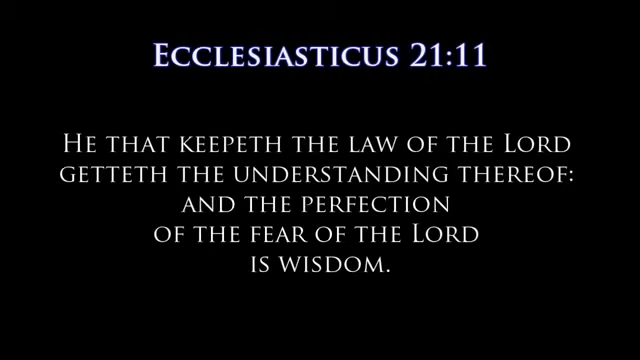 Ecclesiasticus 21:11
He that keepeth the law of the Lord
getteth the understanding thereof:
and the perfection
of the fear of the Lord
is wisdom.